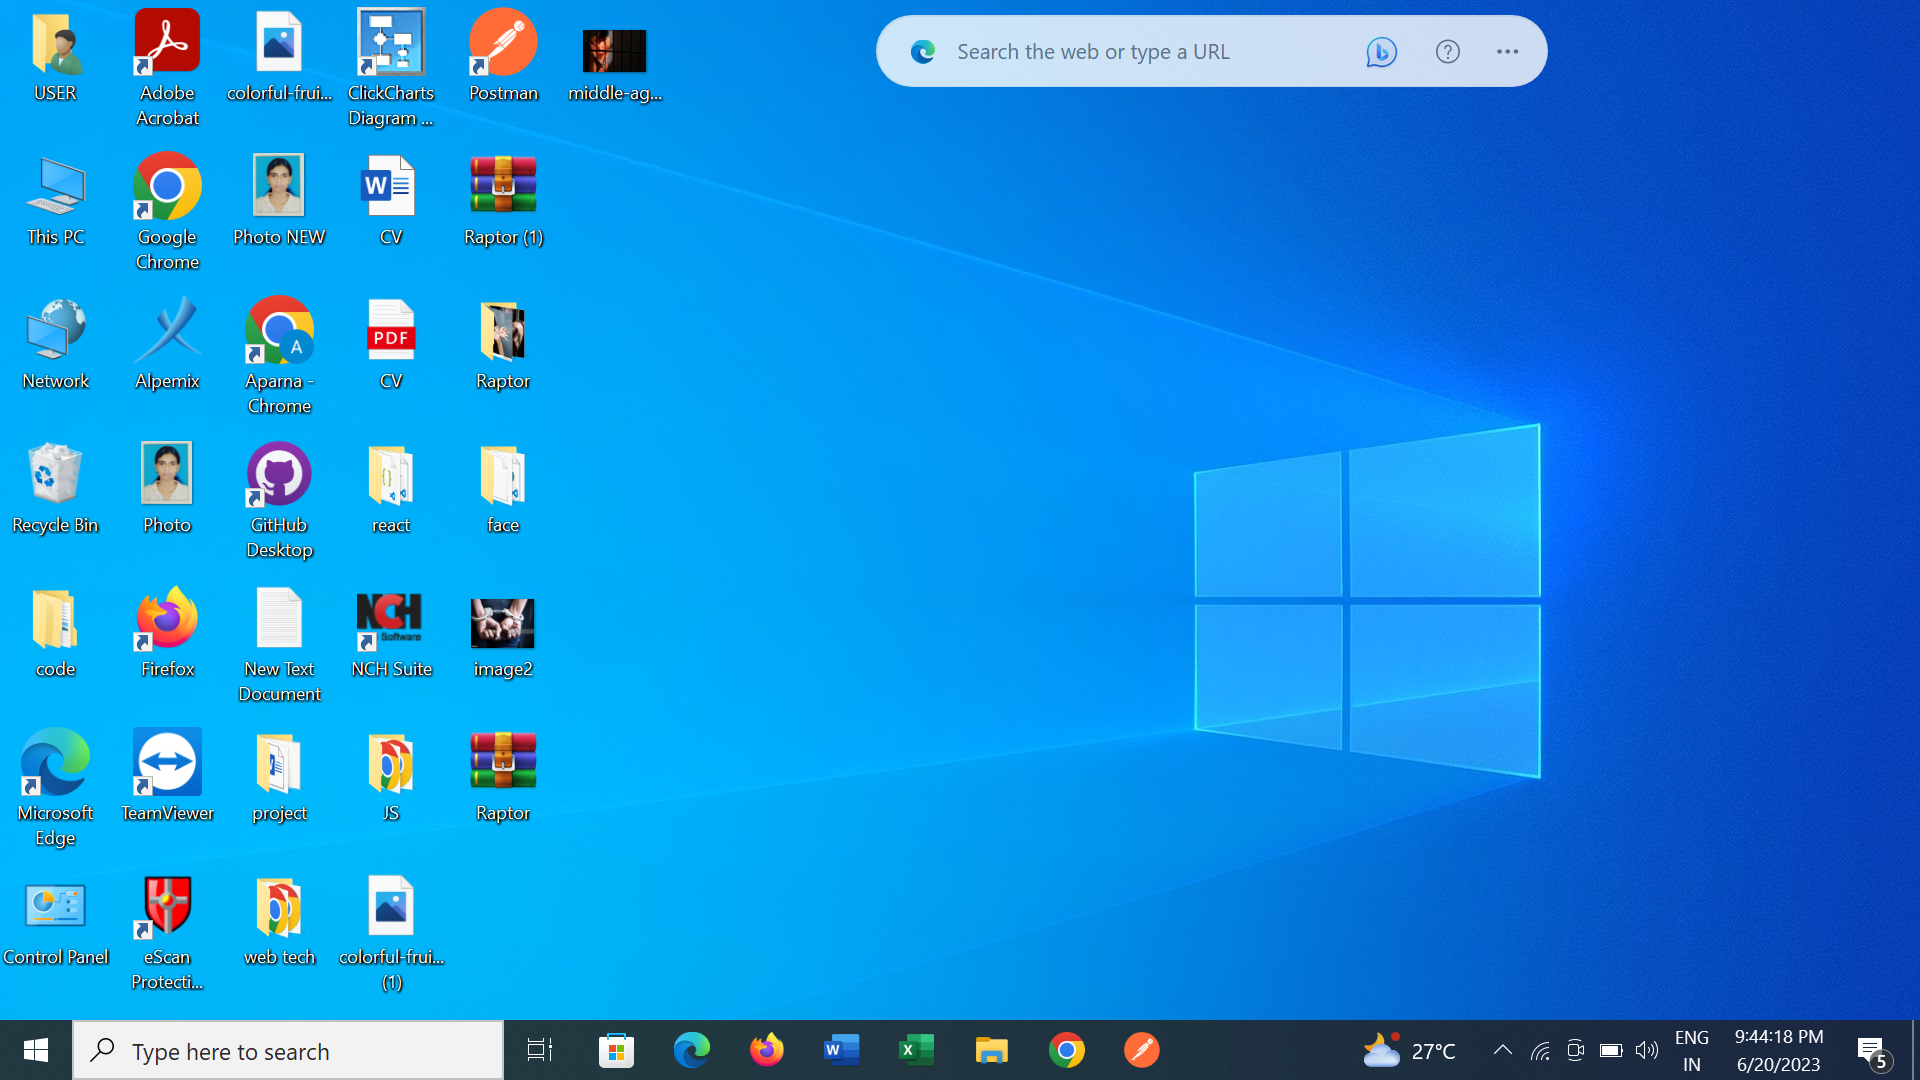 USER
Adobe
Acrobat
colorful-frui...
ClickCharts
Diagram ...
Postman
middle-ag...
Search the web or type a URL
This PC
Google
Chrome
Photo NEW
W
CV
Raptor (1)
Network
Alpemix
A
Aparna -
Chrome
PDF
CV
Raptor
Recycle Bin
Photo
GitHub
Desktop
{}
react
face
code
Firefox
New Text
Document
NCH
Software
NCH Suite
image2
Microsoft
Edge
TeamViewer
W
project
JS
Raptor
Control Panel
eScan
Protecti...
web tech
colorful-frui...
(1)
Type here to search
W
X
27°C
ENG
IN
9:44:18 PM
6/20/2023
5